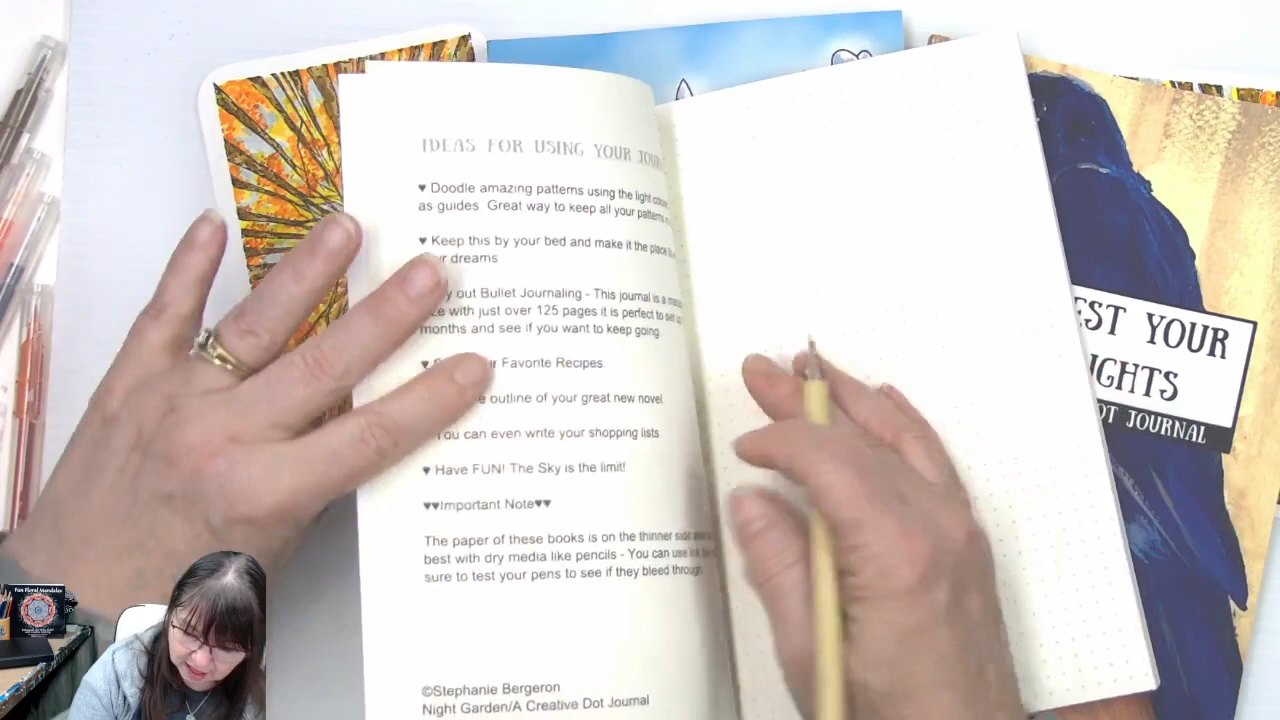 IDEAS FOR USING YOUR
♥ Doodle amazing patterns using the light
as guides Great way to keep all your patterns
♥ Keep this by your bed and make it the place
dreams
out Bullet Journaling - This journal is a
with just over 125 pages it is perfect to set
months and see if you want to keep going.
♥ Favorite Recipes
outline of your great new novel.
You can even write your shopping lists
♥ Have FUN! The Sky is the limit!
♥♥Important Note♥♥
The paper of these books is on the thinner side
best with dry media like pencils - You can use ink
sure to test your pens to see if they bleed through.
©Stephanie Bergeron
Night Garden/A Creative Dot Journal
EST YOUR
GHTS
OT JOURNAL
Fun Floral Mandalas